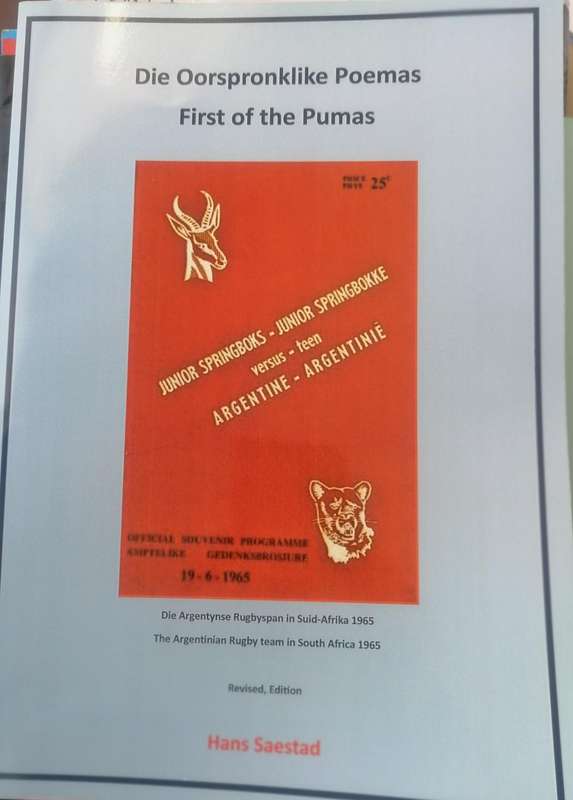 Die Oorspronklike Poemas
First of the Pumas
PRICE
PRYS 25c
JUNIOR SPRINGBOKS - JUNIOR SPRINGBOKKE
versus - teen
ARGENTINE - ARGENTINIË
OFFICIAL SOUVENIR PROGRAMME
AMPTELIKE GEDENKSBROSJURE
19 - 6 - 1965
Die Argentynse Rugbyspan in Suid-Afrika 1965
The Argentinian Rugby team in South Africa 1965
Revised, Edition
Hans Saestad